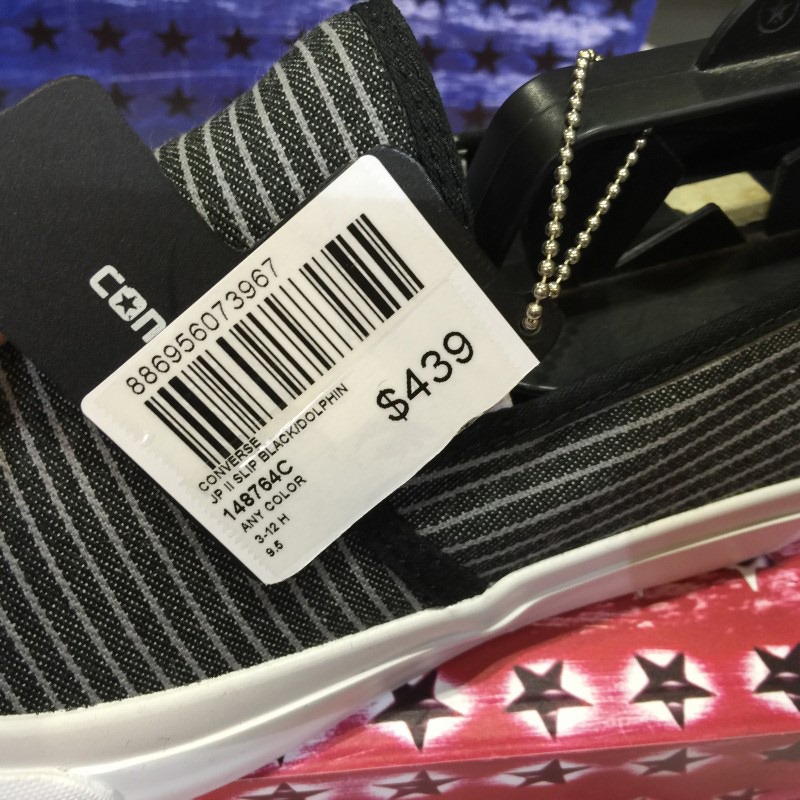 CON
886956073967
$439
CONVERSE
JP II SLIP BLACK/DOLPHIN
148764C
ANY COLOR
3-12 H
9.5